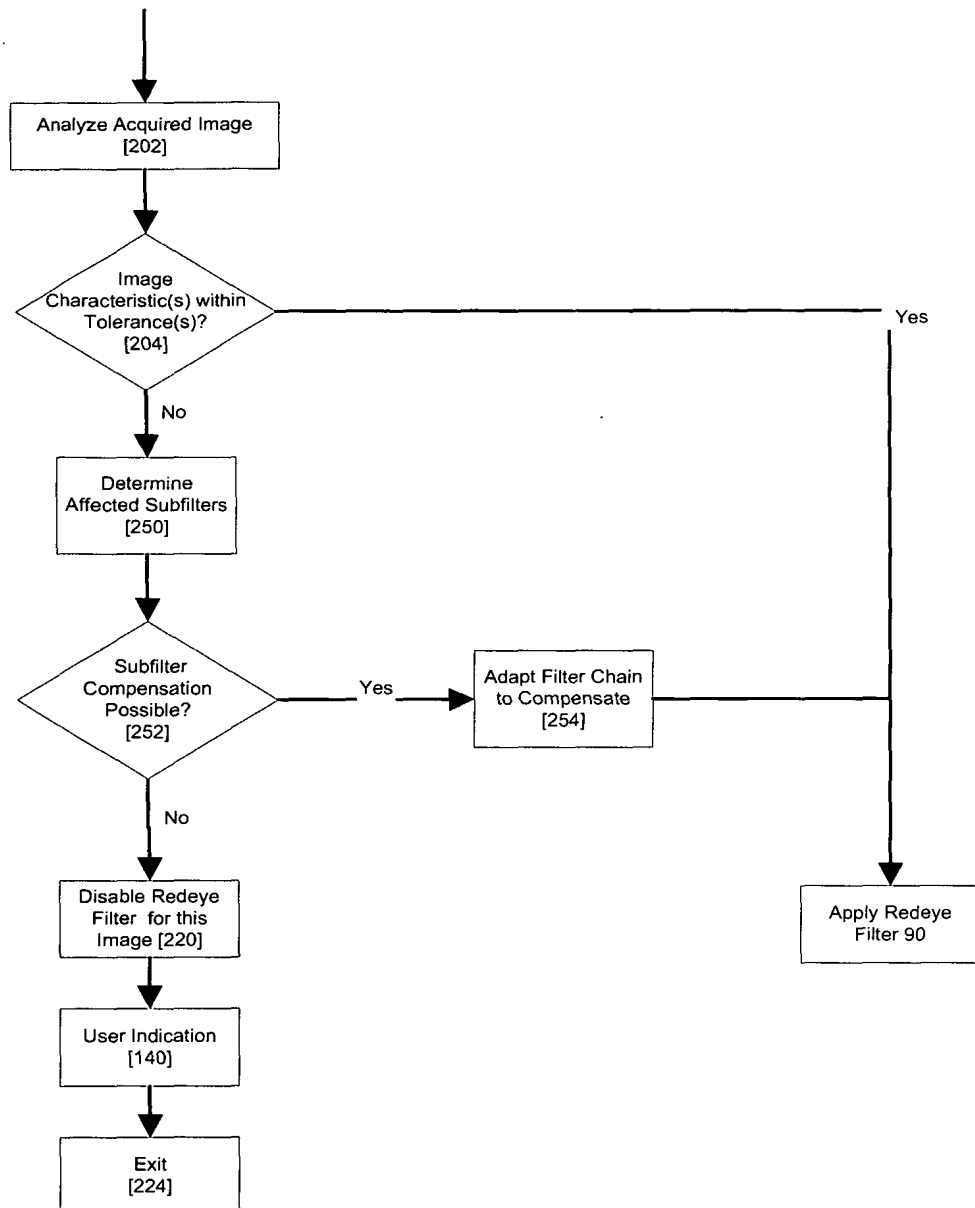 Analyze Acquired Image
[202]
Image
Characteristic(s) within
Tolerance(s)?
[204]
Yes
No
Determine
Affected Subfilters
[250]
Subfilter
Compensation
Possible?
[252]
Yes
Adapt Filter Chain
to Compensate
[254]
No
Disable Redeye
Filter for this
Image [220]
Apply Redeye
Filter 90
User Indication
[140]
Exit
[224]